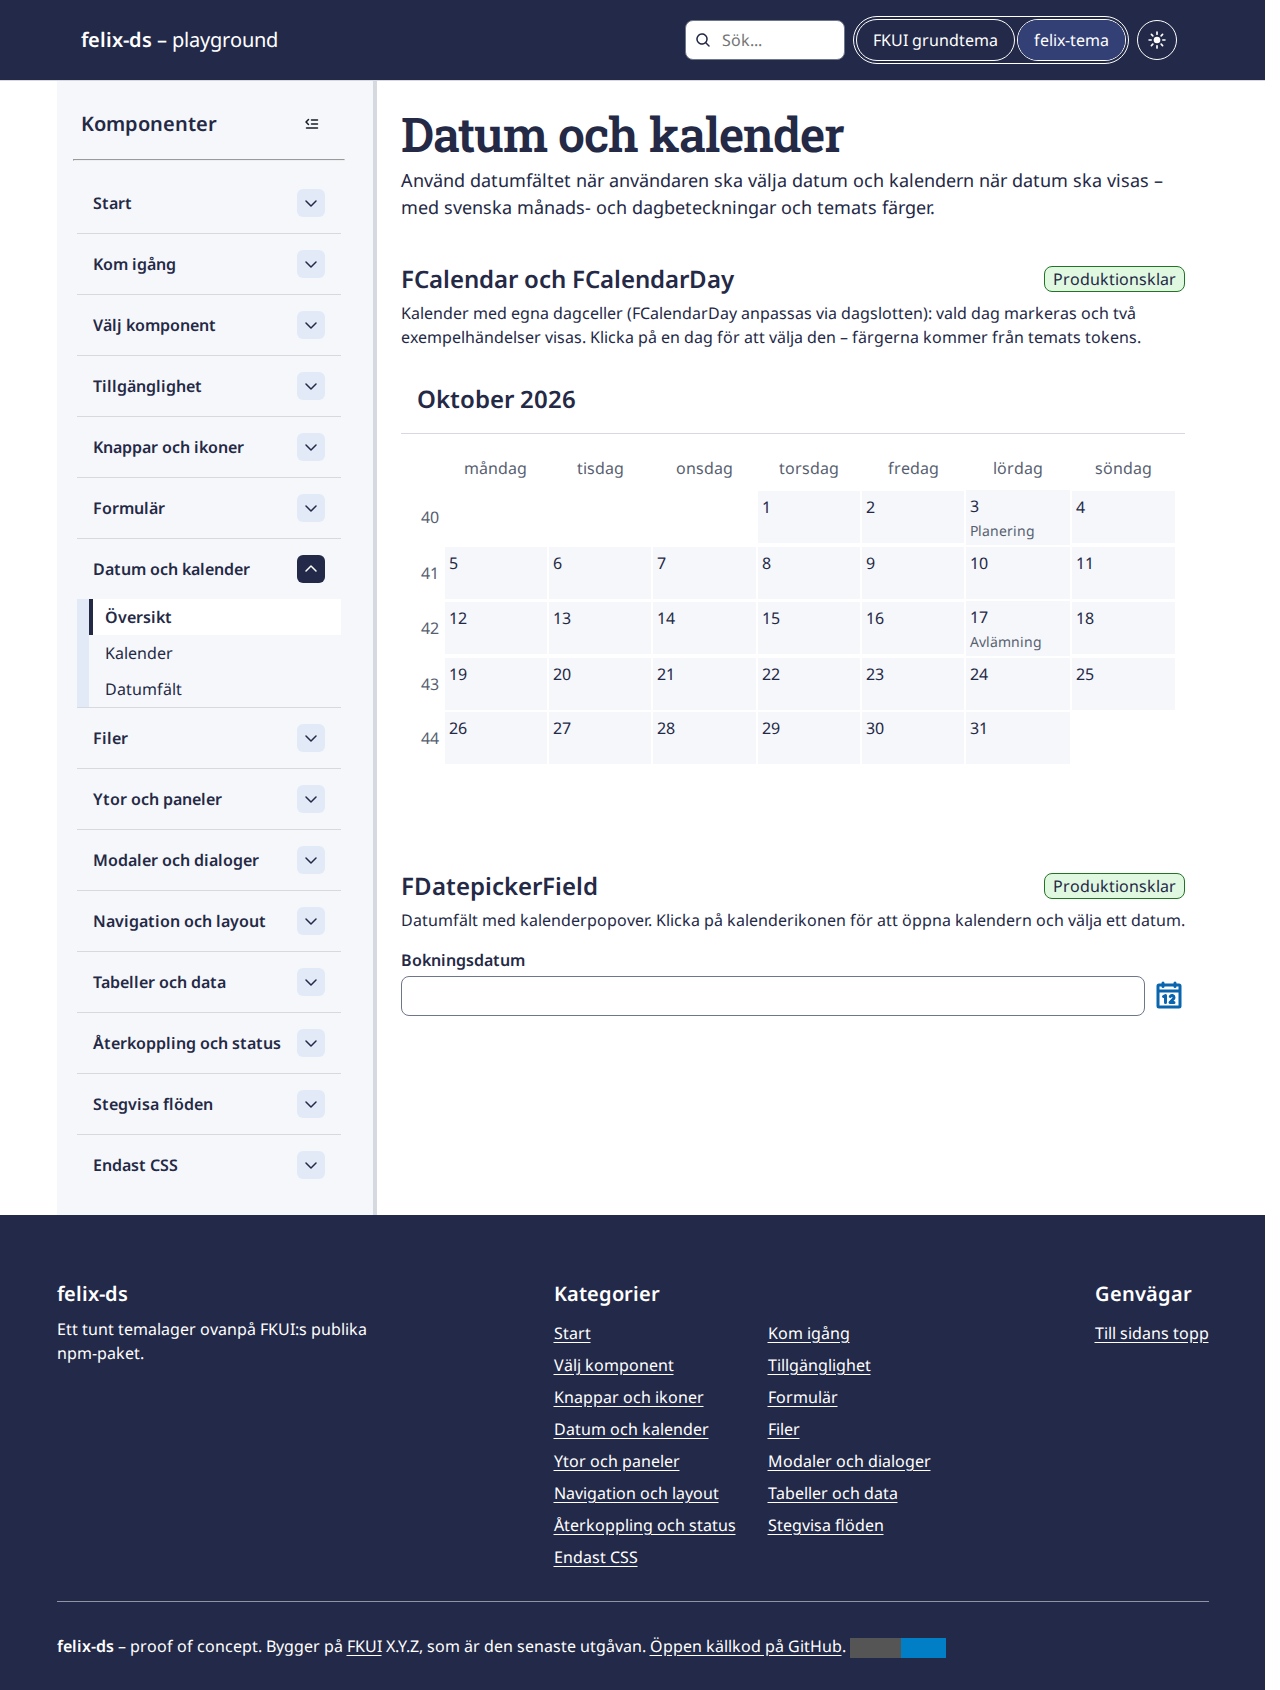 felix-ds – playground
Sök...
FKUI grundtema
felix-tema
Komponenter
Start
Kom igång
Välj komponent
Tillgänglighet
Knappar och ikoner
Formulär
Datum och kalender
Översikt
Kalender
Datumfält
Filer
Ytor och paneler
Modaler och dialoger
Navigation och layout
Tabeller och data
Återkoppling och status
Stegvisa flöden
Endast CSS
Datum och kalender
Använd datumfältet när användaren ska välja datum och kalendern när datum ska visas –
med svenska månads- och dagbeteckningar och temats färger.
FCalendar och FCalendarDay
Produktionsklar
Kalender med egna dagceller (FCalendarDay anpassas via dagslotten): vald dag markeras och två
exempelhändelser visas. Klicka på en dag för att välja den – färgerna kommer från temats tokens.
Oktober 2026
måndag tisdag onsdag torsdag fredag lördag söndag
40 1 2 3 4
Planering
41 5 6 7 8 9 10 11
42 12 13 14 15 16 17 18
Avlämning
43 19 20 21 22 23 24 25
44 26 27 28 29 30 31
FDatepickerField
Produktionsklar
Datumfält med kalenderpopover. Klicka på kalenderikonen för att öppna kalendern och välja ett datum.
Bokningsdatum
12
felix-ds
Ett tunt temalager ovanpå FKUI:s publika
npm-paket.
Kategorier
Start
Kom igång
Välj komponent
Tillgänglighet
Knappar och ikoner
Formulär
Datum och kalender
Filer
Ytor och paneler
Modaler och dialoger
Navigation och layout
Tabeller och data
Återkoppling och status
Stegvisa flöden
Endast CSS
Genvägar
Till sidans topp
felix-ds – proof of concept. Bygger på FKUI X.Y.Z, som är den senaste utgåvan. Öppen källkod på GitHub.